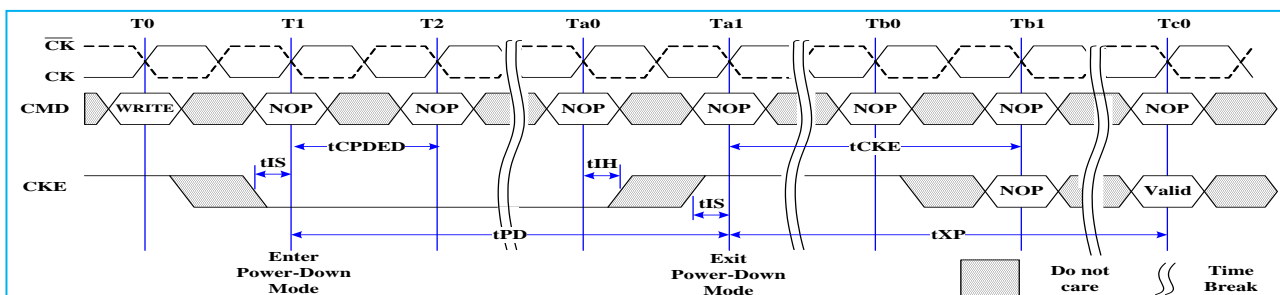 T0 T1 T2 Ta0 Ta1 Tb0 Tb1 Tc0
CK
CK
CMD WRITE NOP NOP NOP NOP NOP NOP NOP
tCPDED tCKE
tIS tIH
CKE NOP Valid
tIS
tPD tXP
Enter
Power-Down
Mode
Exit
Power-Down
Mode
Do not
care
Time
Break